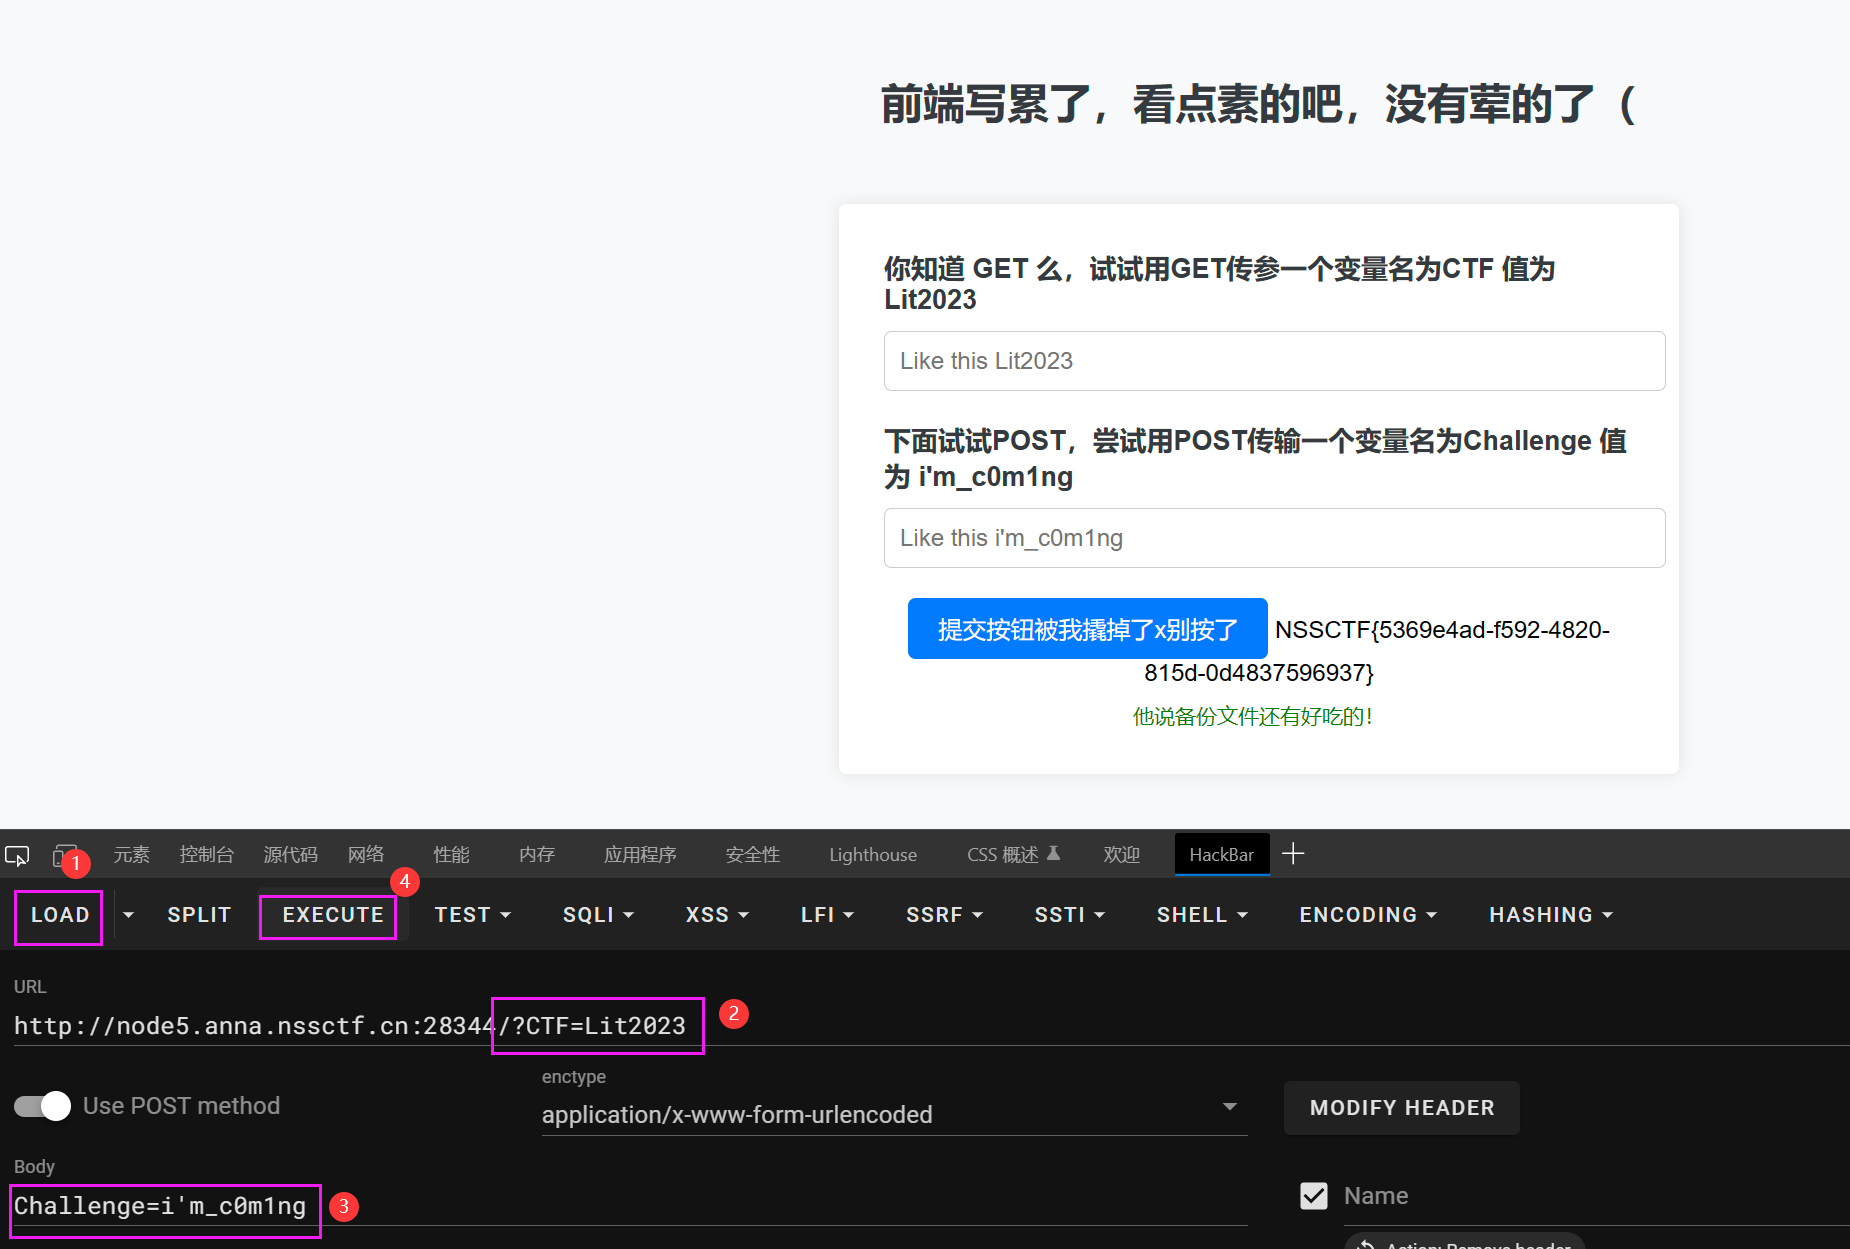 前端写累了，看点素的吧，没有荤的了（
你知道 GET 么，试试用GET传参一个变量名为CTF 值为
Lit2023
Like this Lit2023
下面试试POST，尝试用POST传输一个变量名为Challenge 值
为 i'm_c0m1ng
Like this i'm_c0m1ng
提交按钮被我撬掉了x别按了 NSSCTF{5369e4ad-f592-4820-
815d-0d4837596937}
他说备份文件还有好吃的！
1 元素 控制台 源代码 网络 性能 内存 应用程序 安全性 Lighthouse CSS 概述 欢迎 HackBar
4
LOAD SPLIT EXECUTE TEST SQLI XSS LFI SSRF SSTI SHELL ENCODING HASHING
URL
http://node5.anna.nssctf.cn:28344/?CTF=Lit2023 2
enctype
Use POST method application/x-www-form-urlencoded MODIFY HEADER
Body
Challenge=i'm_c0m1ng 3 Name
Action: Remove header